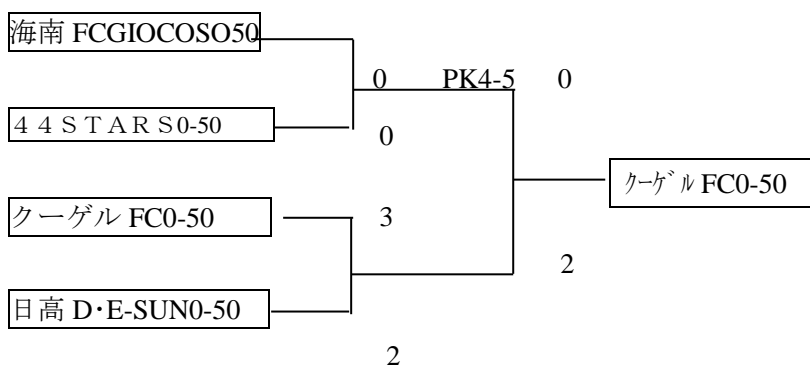 海南 FCGIOCOSO50
0 PK4-5 0
４４ＳＴＡＲＳ0-50
0
クーゲル FC0-50
3
ｸｰｹﾞﾙ FC0-50
2
日高 D･E-SUN0-50
2